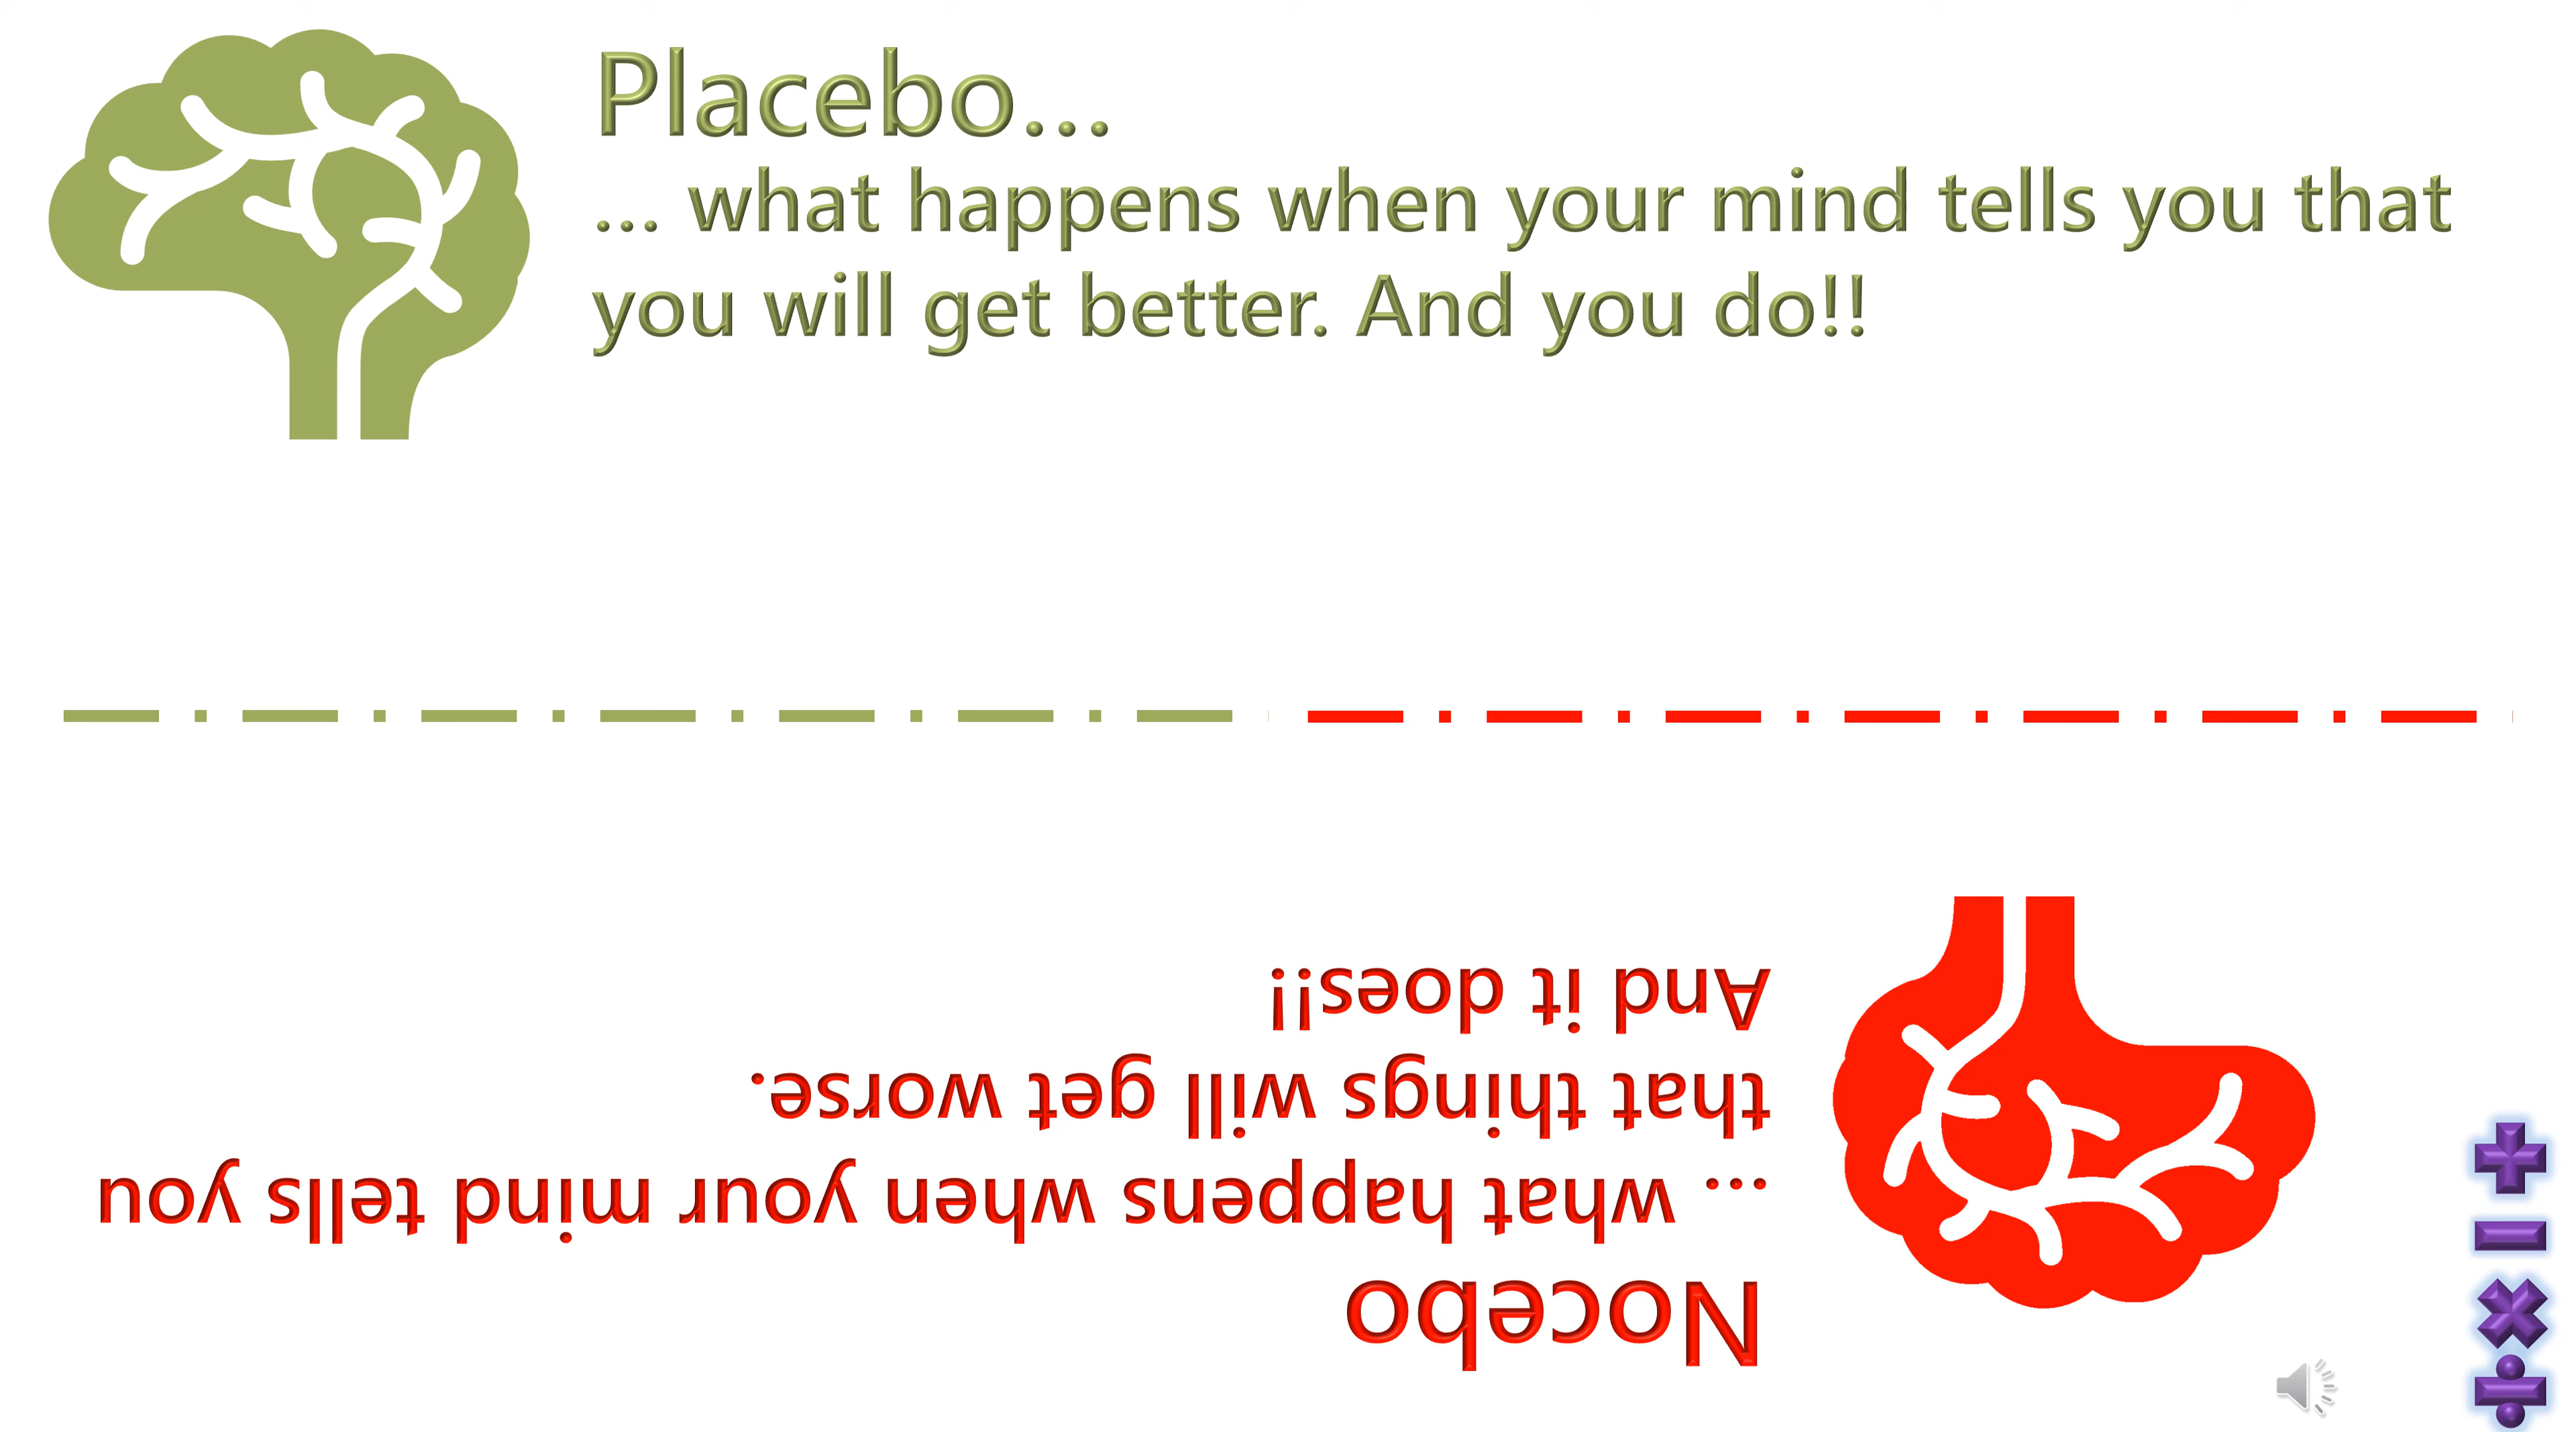 Placebo...
... what happens when your mind tells you that
you will get better. And you do!!
Nocebo
... what happens when your mind tells you
that things will get worse.
And it does!!